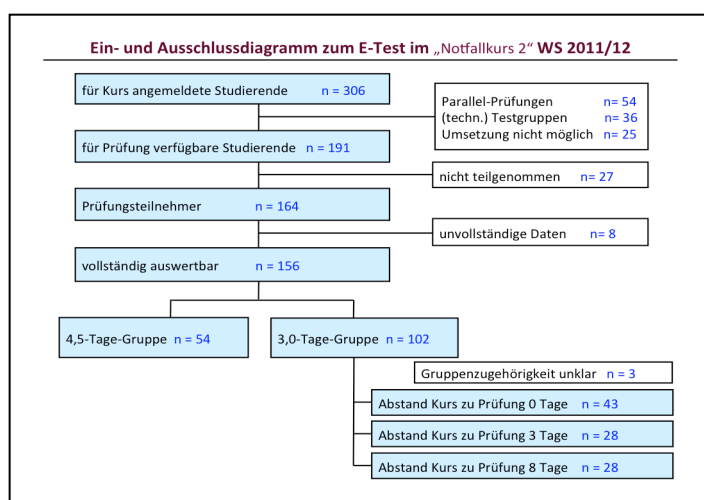 Ein- und Ausschlussdiagramm zum E-Test im „Notfallkurs 2“ WS 2011/12
für Kurs angemeldete Studierende n = 306
Parallel-Prüfungen n= 54
(techn.) Testgruppen n= 36
Umsetzung nicht möglich n= 25
für Prüfung verfügbare Studierende n = 191
nicht teilgenommen n= 27
Prüfungsteilnehmer n = 164
unvollständige Daten n= 8
vollständig auswertbar n = 156
4,5-Tage-Gruppe n = 54
3,0-Tage-Gruppe n = 102
Gruppenzugehörigkeit unklar n = 3
Abstand Kurs zu Prüfung 0 Tage n = 43
Abstand Kurs zu Prüfung 3 Tage n = 28
Abstand Kurs zu Prüfung 8 Tage n = 28